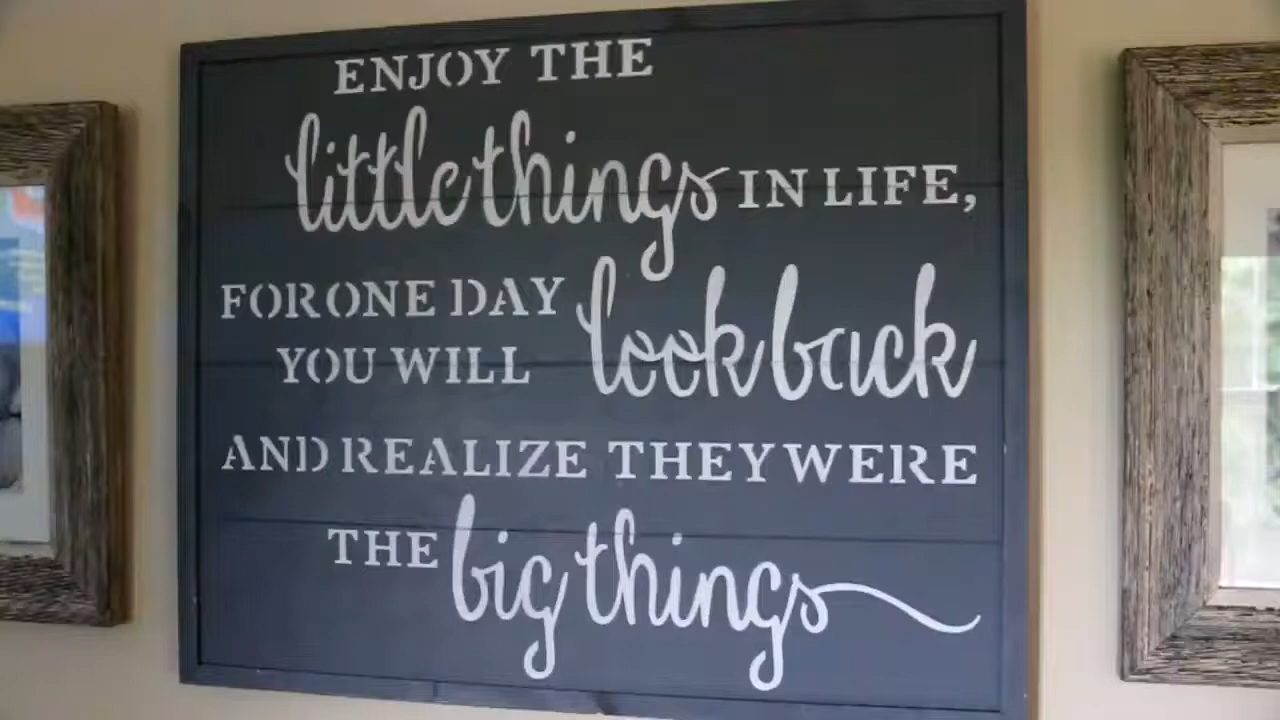 ENJOY THE
little things IN LIFE,
FOR ONE DAY
YOU WILL look back
AND REALIZE THEY WERE
THE big things